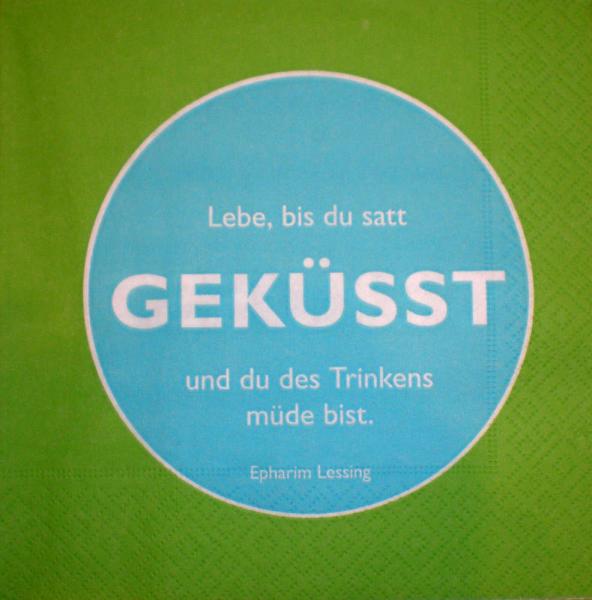 Lebe, bis du satt
GEKÜSST
und du des Trinkens
müde bist.
Epharim Lessing